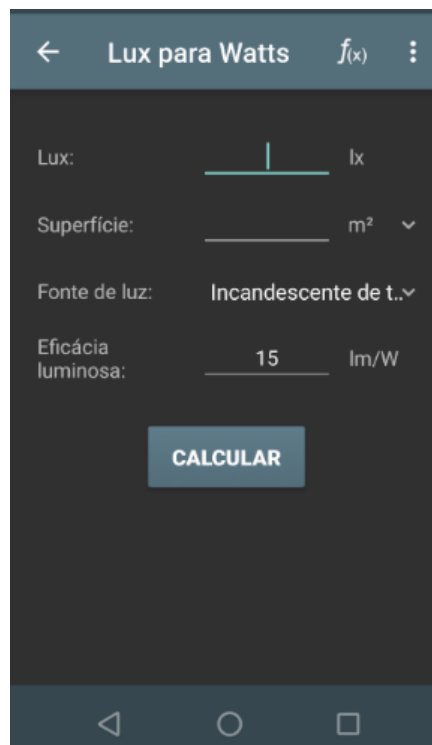 Lux para Watts f(x)
Lux: lx
Superfície: m²
Fonte de luz: Incandescente de t..
Eficácia
luminosa: 15 lm/W
CALCULAR